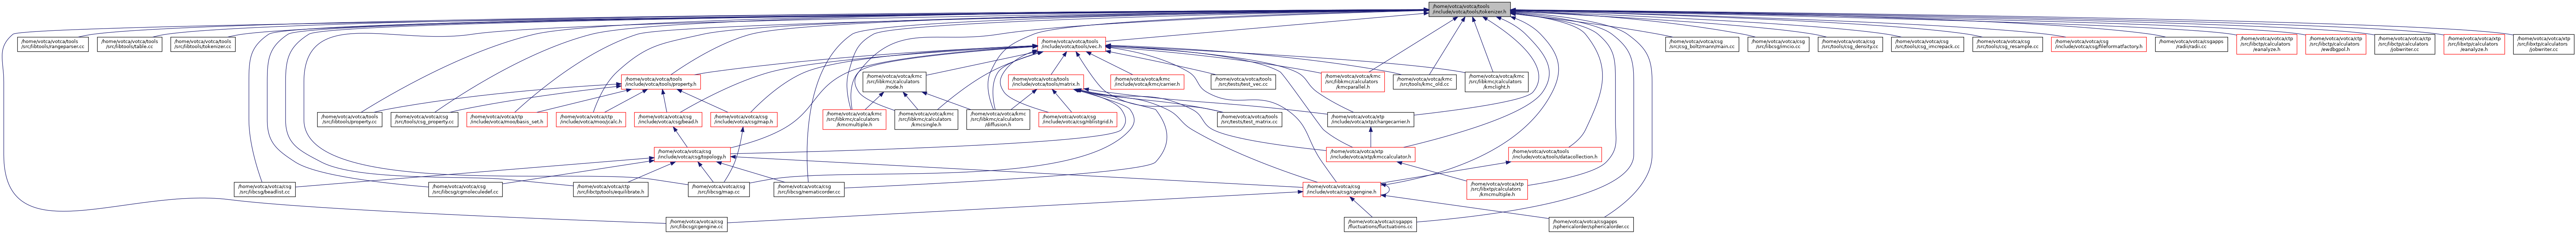 /home/votca/votca/tools
/include/votca/tools/tokenizer.h
/home/votca/votca/tools
/src/libtools/rangeparser.cc
/home/votca/votca/tools
/src/libtools/table.cc
/home/votca/votca/tools
/src/libtools/tokenizer.cc
/home/votca/votca/tools
/include/votca/tools/vec.h
/home/votca/votca/csg
/src/csg_boltzmann/main.cc
/home/votca/votca/csg
/src/libcsg/imcio.cc
/home/votca/votca/csg
/src/tools/csg_density.cc
/home/votca/votca/csg
/src/tools/csg_imcrepack.cc
/home/votca/votca/csg
/src/tools/csg_resample.cc
/home/votca/votca/csg
/include/votca/csg/fileformatfactory.h
/home/votca/votca/csgapps
/radii/radii.cc
/home/votca/votca/ctp
/src/libctp/calculators
/eanalyze.h
/home/votca/votca/ctp
/src/libctp/calculators
/ewdbgpol.h
/home/votca/votca/ctp
/src/libctp/calculators
/jobwriter.cc
/home/votca/votca/xtp
/src/libxtp/calculators
/eanalyze.h
/home/votca/votca/xtp
/src/libxtp/calculators
/jobwriter.cc
/home/votca/votca/tools
/include/votca/tools/property.h
/home/votca/votca/kmc
/src/libkmc/calculators
/node.h
/home/votca/votca/tools
/include/votca/tools/matrix.h
/home/votca/votca/kmc
/include/votca/kmc/carrier.h
/home/votca/votca/tools
/src/tests/test_vec.cc
/home/votca/votca/kmc
/src/libkmc/calculators
/kmcparallel.h
/home/votca/votca/kmc
/src/tools/kmc_old.cc
/home/votca/votca/kmc
/src/libkmc/calculators
/kmclight.h
/home/votca/votca/tools
/src/libtools/property.cc
/home/votca/votca/csg
/src/tools/csg_property.cc
/home/votca/votca/ctp
/include/votca/moo/basis_set.h
/home/votca/votca/ctp
/include/votca/moo/calc.h
/home/votca/votca/csg
/include/votca/csg/bead.h
/home/votca/votca/csg
/include/votca/csg/map.h
/home/votca/votca/kmc
/src/libkmc/calculators
/kmcmultiple.h
/home/votca/votca/kmc
/src/libkmc/calculators
/kmcsingle.h
/home/votca/votca/kmc
/src/libkmc/calculators
/diffusion.h
/home/votca/votca/csg
/include/votca/csg/nblistgrid.h
/home/votca/votca/tools
/src/tests/test_matrix.cc
/home/votca/votca/xtp
/include/votca/xtp/chargecarrier.h
/home/votca/votca/csg
/include/votca/csg/topology.h
/home/votca/votca/xtp
/include/votca/xtp/kmccalculator.h
/home/votca/votca/tools
/include/votca/tools/datacollection.h
/home/votca/votca/csg
/src/libcsg/beadlist.cc
/home/votca/votca/csg
/src/libcsg/cgmoleculedef.cc
/home/votca/votca/ctp
/src/libctp/tools/equilibrate.h
/home/votca/votca/csg
/src/libcsg/map.cc
/home/votca/votca/csg
/src/libcsg/nematicorder.cc
/home/votca/votca/csg
/include/votca/csg/cgengine.h
/home/votca/votca/xtp
/src/libxtp/calculators
/kmcmultiple.h
/home/votca/votca/csg
/src/libcsg/cgengine.cc
/home/votca/votca/csgapps
/fluctuations/fluctuations.cc
/home/votca/votca/csgapps
/sphericalorder/sphericalorder.cc